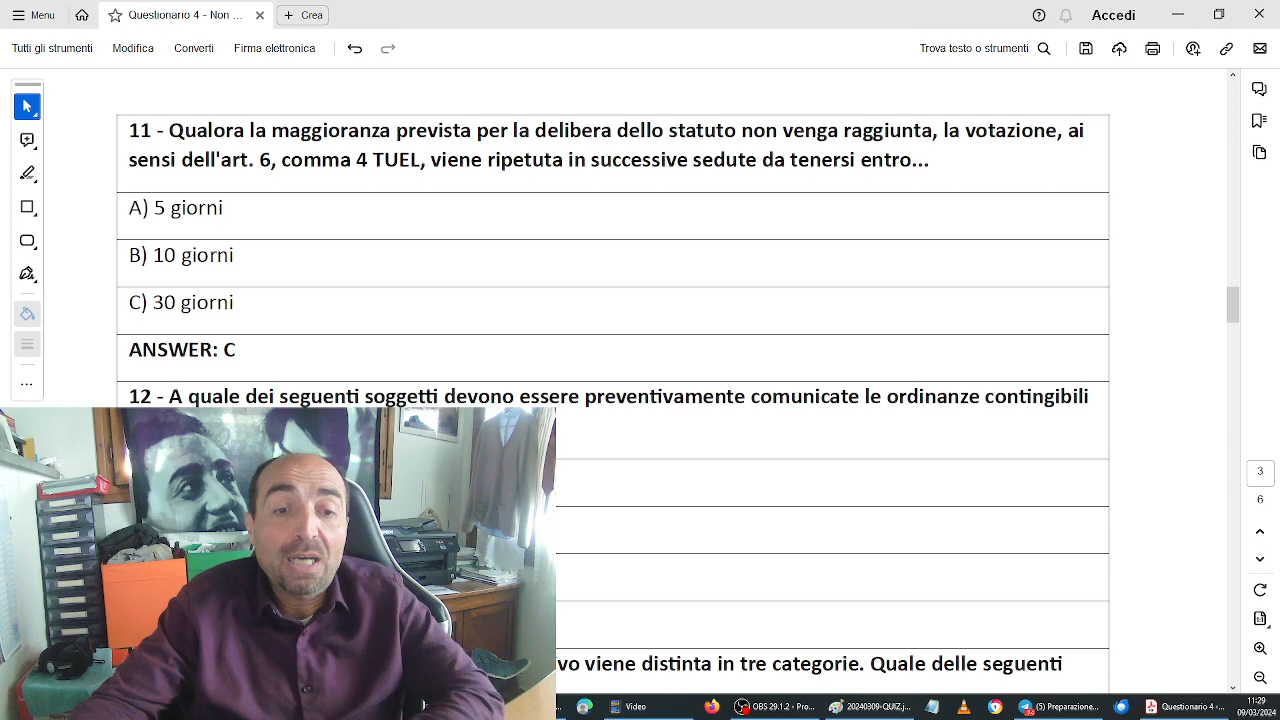 Menu
Questionario 4 - Non ...
Crea
Accedi
Tutti gli strumenti
Modifica
Converti
Firma elettronica
Trova testo o strumenti
11 - Qualora la maggioranza prevista per la delibera dello statuto non venga raggiunta, la votazione, ai
sensi dell'art. 6, comma 4 TUEL, viene ripetuta in successive sedute da tenersi entro...
A) 5 giorni
B) 10 giorni
C) 30 giorni
ANSWER: C
12 - A quale dei seguenti soggetti devono essere preventivamente comunicate le ordinanze contingibili
vo viene distinta in tre categorie. Quale delle seguenti
3
6
Video
OBS 29.1.2 - Pro...
20240309-QUIZ.j...
(5) Preparazione...
Questionario 4 -...
11:29
09/05/2024